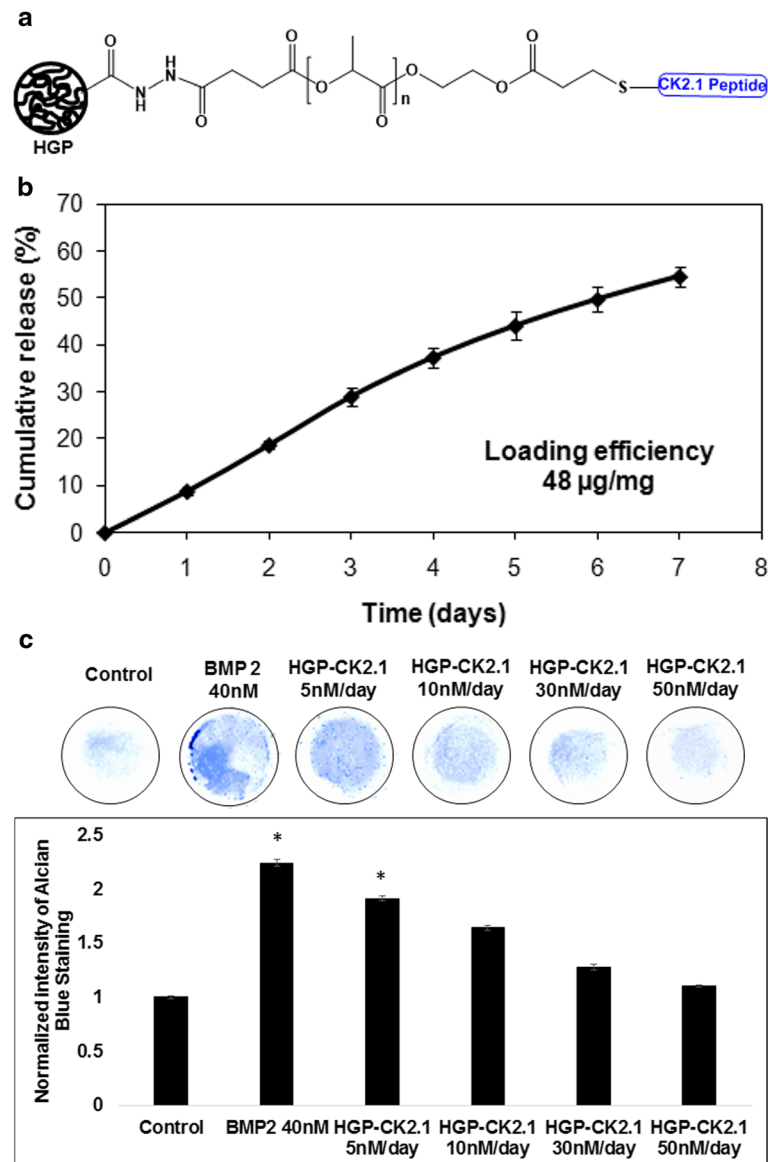 a
O
H
N
N
H
O
O
O
O
n
O
O
O
S
CK2.1 Peptide
HGP
b
Cumulative release (%)
70
60
50
40
30
20
10
0
Loading efficiency
48 µg/mg
0 1 2 3 4 5 6 7 8
Time (days)
c
Control
BMP 2
40nM
HGP-CK2.1
5nM/day
HGP-CK2.1
10nM/day
HGP-CK2.1
30nM/day
HGP-CK2.1
50nM/day
Normalized intensity of Alcian
Blue Staining
2.5
2
1.5
1
0.5
0
*
*
Control
BMP2 40nM
HGP-CK2.1
5nM/day
HGP-CK2.1
10nM/day
HGP-CK2.1
30nM/day
HGP-CK2.1
50nM/day